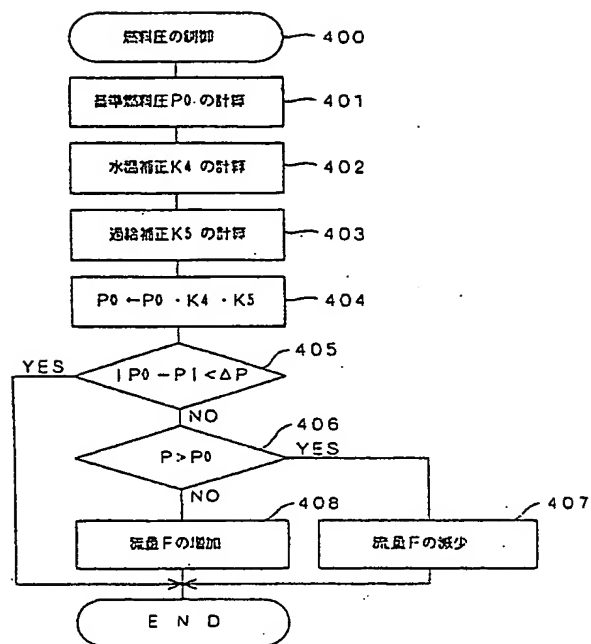 燃料圧の制御
400
基準燃料圧P0の計算
401
水温補正K4の計算
402
過給補正K5の計算
403
P0←P0・K4・K5
404
405
YES
|P0-P|<ΔP
NO
406
P>P0
YES
NO
408
407
流量Fの増加
流量Fの減少
END